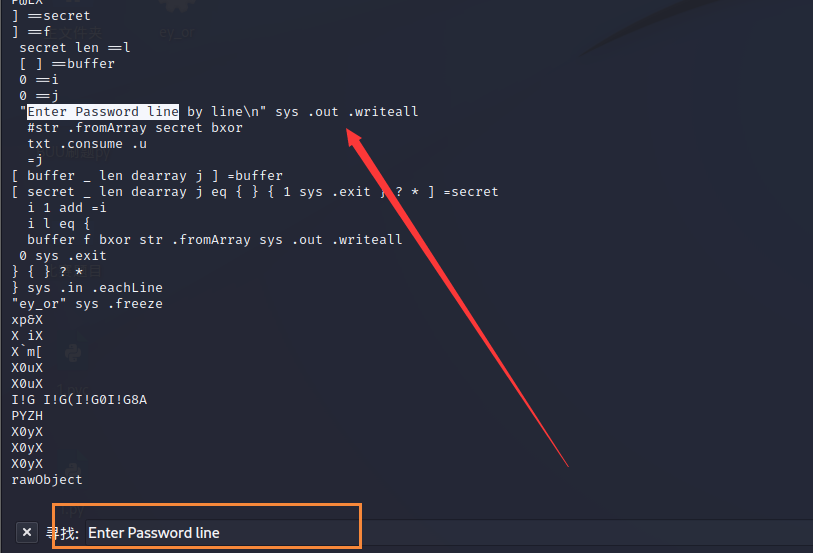 ] ==secret
] ==f
secret len ==l
[ ] ==buffer
0 ==i
0 ==j
"Enter Password line by line\n" sys .out .writeall
#str .fromArray secret bxor
txt .consume .u
=j
[ buffer _ len dearray j ] =buffer
[ secret _ len dearray j eq { } { 1 sys .exit } ? * ] =secret
i 1 add =i
i l eq {
buffer f bxor str .fromArray sys .out .writeall
0 sys .exit
} { } ? *
} sys .in .eachLine
"ey_or" sys .freeze
xp&X
X iX
X`m[
X0uX
X0uX
I!G I!G(I!G0I!G8A
PYZH
X0yX
X0yX
X0yX
rawObject
寻找: Enter Password line